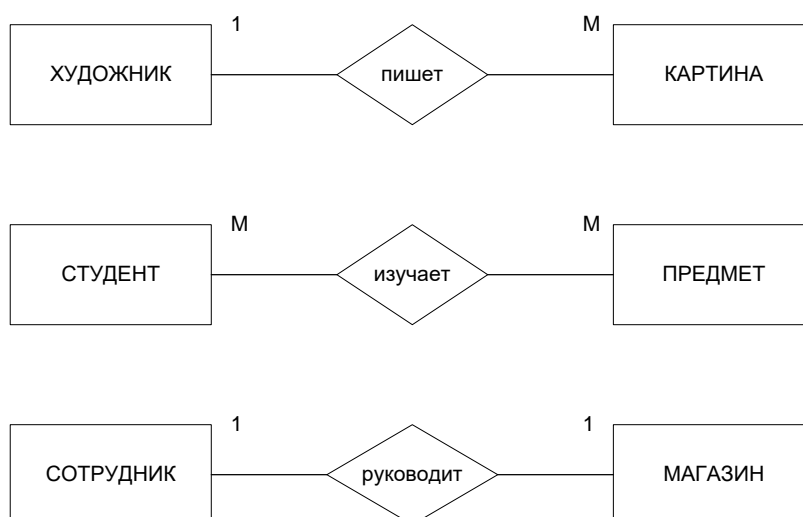 1 М
ХУДОЖНИК пишет КАРТИНА
М М
СТУДЕНТ изучает ПРЕДМЕТ
1 1
СОТРУДНИК руководит МАГАЗИН